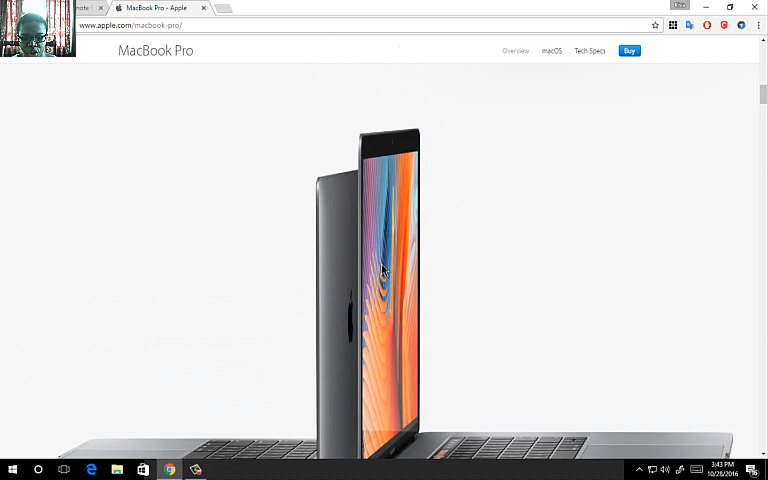 MacBook Pro - Apple
www.apple.com/macbook-pro/
MacBook Pro
Overview
macOS
Tech Specs
Buy
3:43 PM
10/28/2016